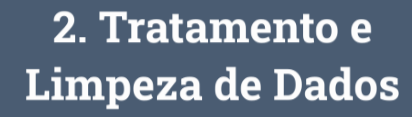 2. Tratamento e
Limpeza de Dados